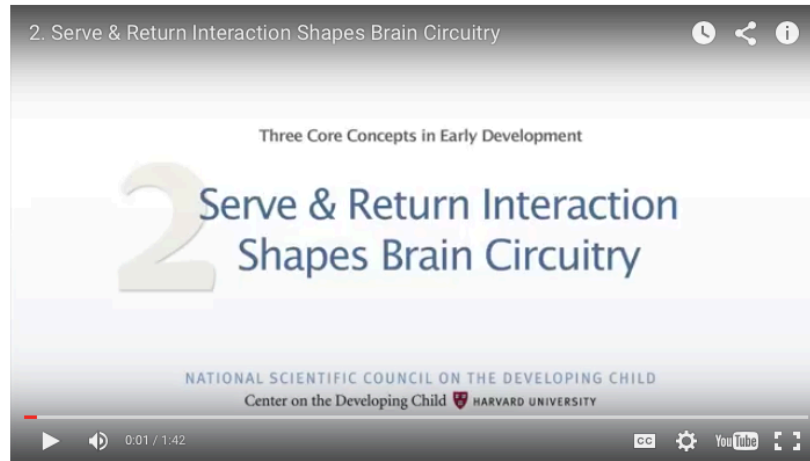 2. Serve & Return Interaction Shapes Brain Circuitry
Three Core Concepts in Early Development
2
Serve & Return Interaction
Shapes Brain Circuitry
NATIONAL SCIENTIFIC COUNCIL ON THE DEVELOPING CHILD
Center on the Developing Child HARVARD UNIVERSITY
0:01 / 1:42 CC YouTube